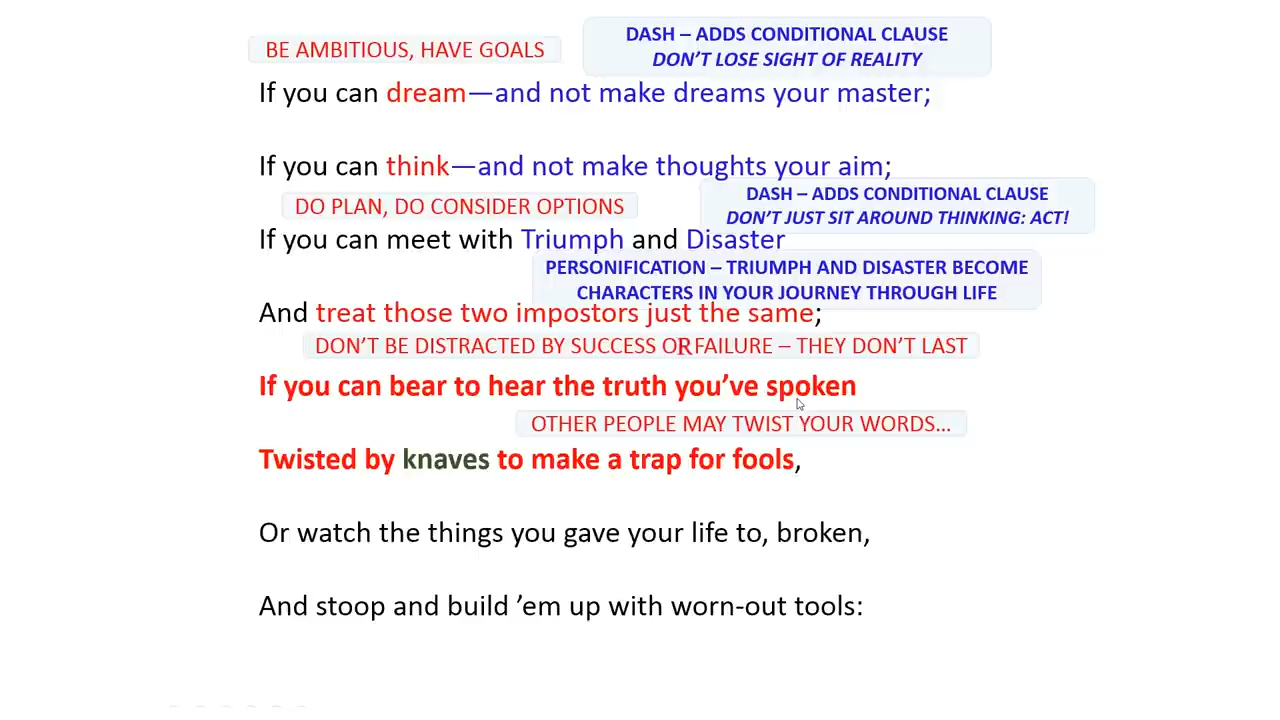 BE AMBITIOUS, HAVE GOALS
DASH – ADDS CONDITIONAL CLAUSE
DON'T LOSE SIGHT OF REALITY
If you can dream—and not make dreams your master;
If you can think—and not make thoughts your aim;
DO PLAN, DO CONSIDER OPTIONS
DASH – ADDS CONDITIONAL CLAUSE
DON'T JUST SIT AROUND THINKING: ACT!
If you can meet with Triumph and Disaster
PERSONIFICATION – TRIUMPH AND DISASTER BECOME
CHARACTERS IN YOUR JOURNEY THROUGH LIFE
And treat those two impostors just the same;
DON'T BE DISTRACTED BY SUCCESS OR FAILURE – THEY DON'T LAST
If you can bear to hear the truth you've spoken
OTHER PEOPLE MAY TWIST YOUR WORDS…
Twisted by knaves to make a trap for fools,
Or watch the things you gave your life to, broken,
And stoop and build ’em up with worn-out tools: